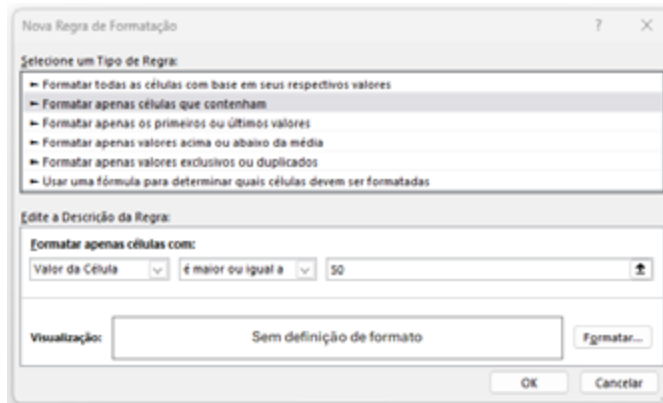 Nova Regra de Formatação ? ×
Selecione um Tipo de Regra:
► Formatar todas as células com base em seus respectivos valores
► Formatar apenas células que contenham
► Formatar apenas os primeiros ou últimos valores
► Formatar apenas valores acima ou abaixo da média
► Formatar apenas valores exclusivos ou duplicados
► Usar uma fórmula para determinar quais células devem ser formatadas
Edite a Descrição da Regra:
Formatar apenas células com:
Valor da Célula é maior ou igual a 50
Visualização: Sem definição de formato Formatar...
OK Cancelar